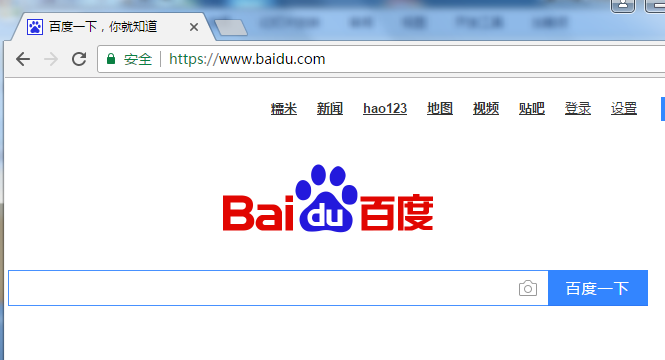 百度一下，你就知道
安全 https://www.baidu.com
糯米 新闻 hao123 地图 视频 贴吧 登录 设置
Bai du 百度
百度一下